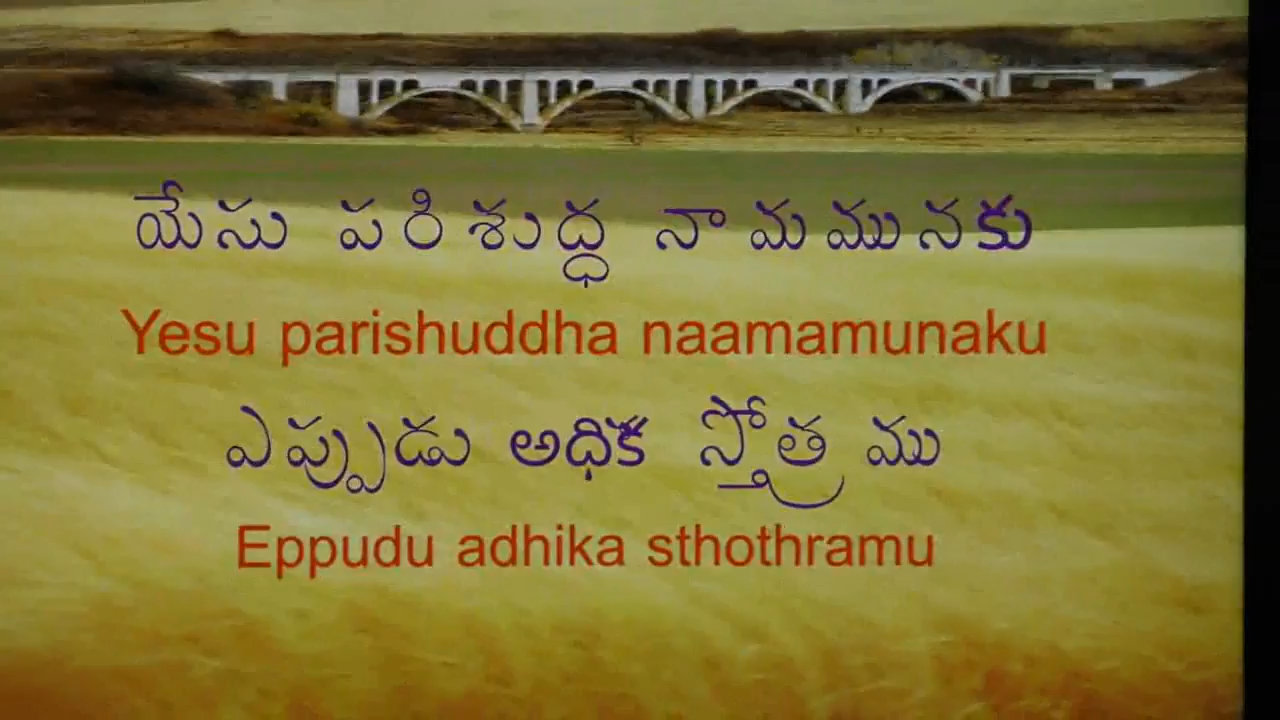 యేసు పరిశుద్ధ నామమునకు
Yesu parishuddha naamamunaku
ఎప్పుడు అధిక స్తోత్రము
Eppudu adhika sthothramu